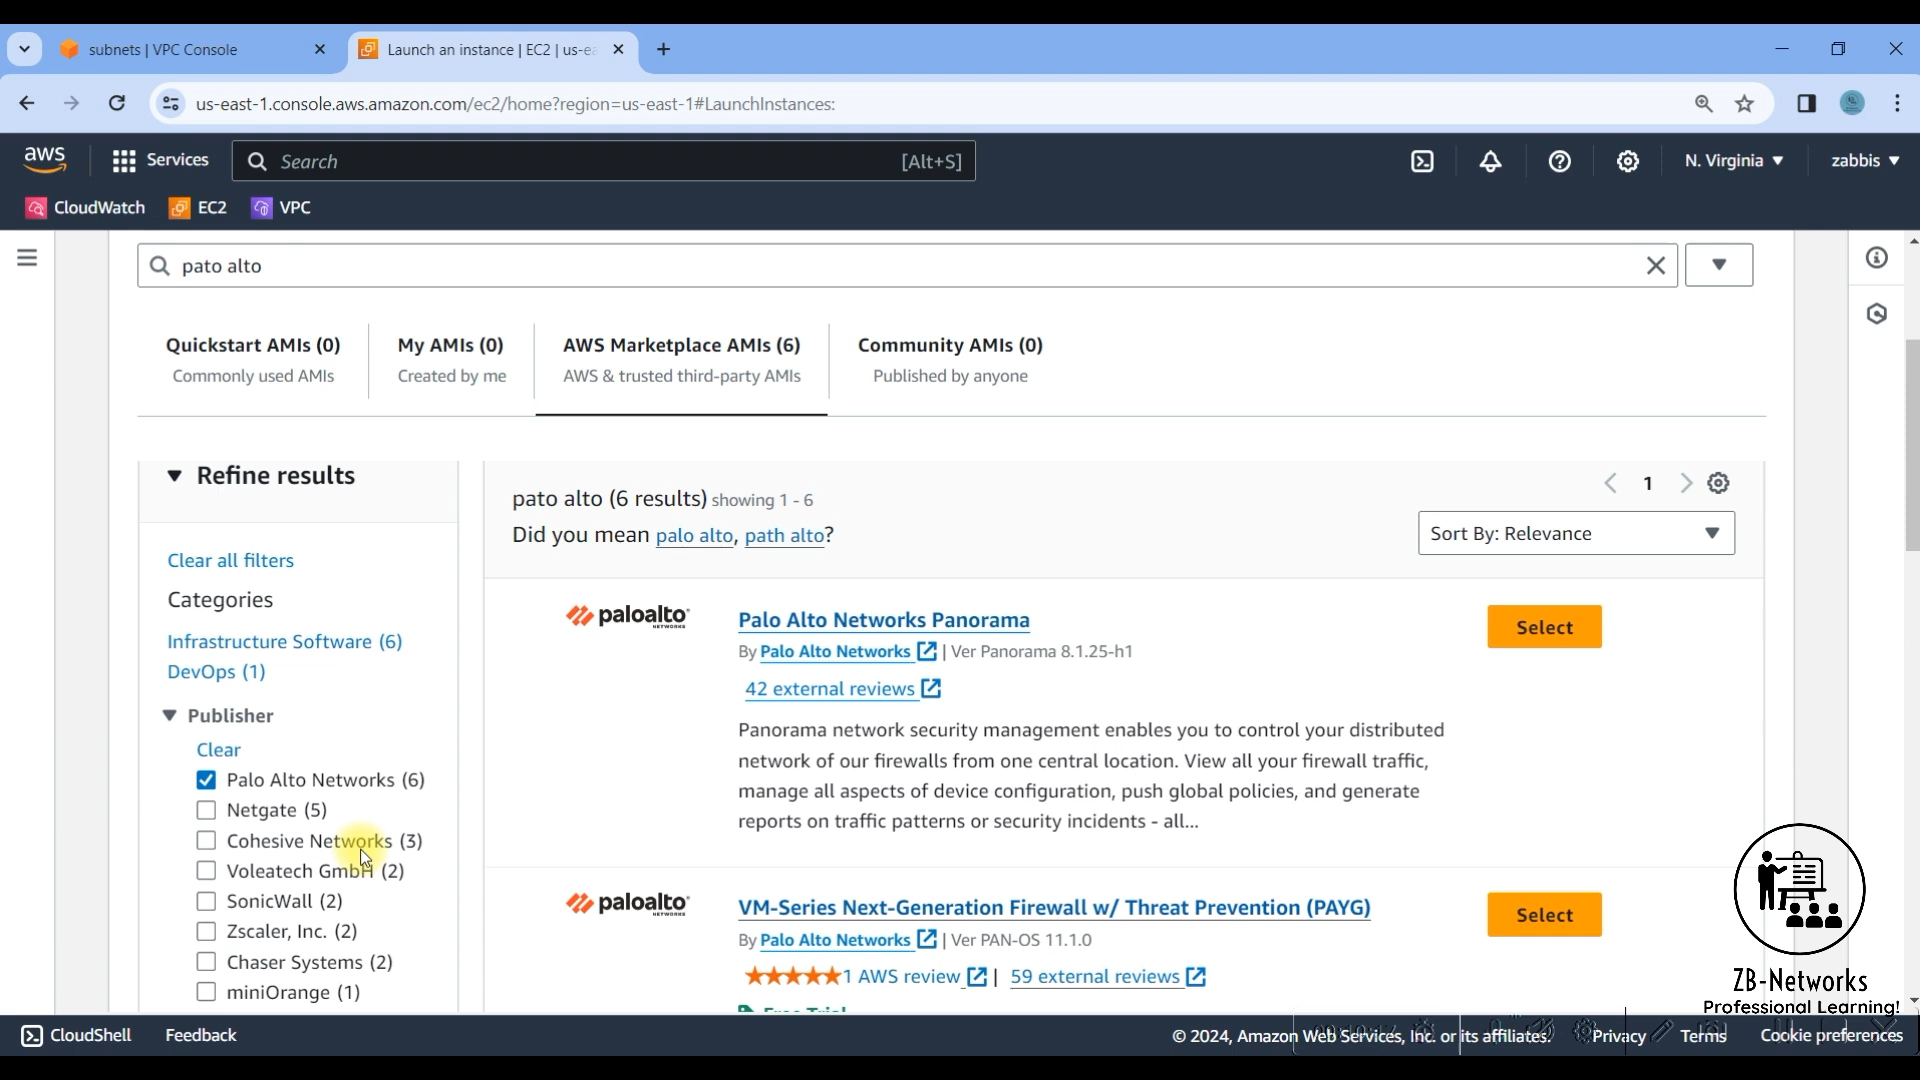 subnets | VPC Console
Launch an instance | EC2 | us-ea
us-east-1.console.aws.amazon.com/ec2/home?region=us-east-1#LaunchInstances:
aws
Services
Search
[Alt+S]
N. Virginia ▼
zabbis ▼
CloudWatch
EC2
VPC
pato alto
Quickstart AMIs (0)
Commonly used AMIs
My AMIs (0)
Created by me
AWS Marketplace AMIs (6)
AWS & trusted third-party AMIs
Community AMIs (0)
Published by anyone
Refine results
Clear all filters
Categories
Infrastructure Software (6)
DevOps (1)
Publisher
Clear
Palo Alto Networks (6)
Netgate (5)
Cohesive Networks (3)
Voleatech GmbH (2)
SonicWall (2)
Zscaler, Inc. (2)
Chaser Systems (2)
miniOrange (1)
pato alto (6 results) showing 1 - 6
Did you mean palo alto, path alto?
1
Sort By: Relevance
paloalto
NETWORKS
Palo Alto Networks Panorama
By Palo Alto Networks | Ver Panorama 8.1.25-h1
42 external reviews
Panorama network security management enables you to control your distributed
network of our firewalls from one central location. View all your firewall traffic,
manage all aspects of device configuration, push global policies, and generate
reports on traffic patterns or security incidents - all...
Select
paloalto
NETWORKS
VM-Series Next-Generation Firewall w/ Threat Prevention (PAYG)
By Palo Alto Networks | Ver PAN-OS 11.1.0
1 AWS review | 59 external reviews
Free Trial
Select
ZB-Networks
Professional Learning!
CloudShell
Feedback
© 2024, Amazon Web Services, Inc. or its affiliates.
Privacy
Terms
Cookie preferences